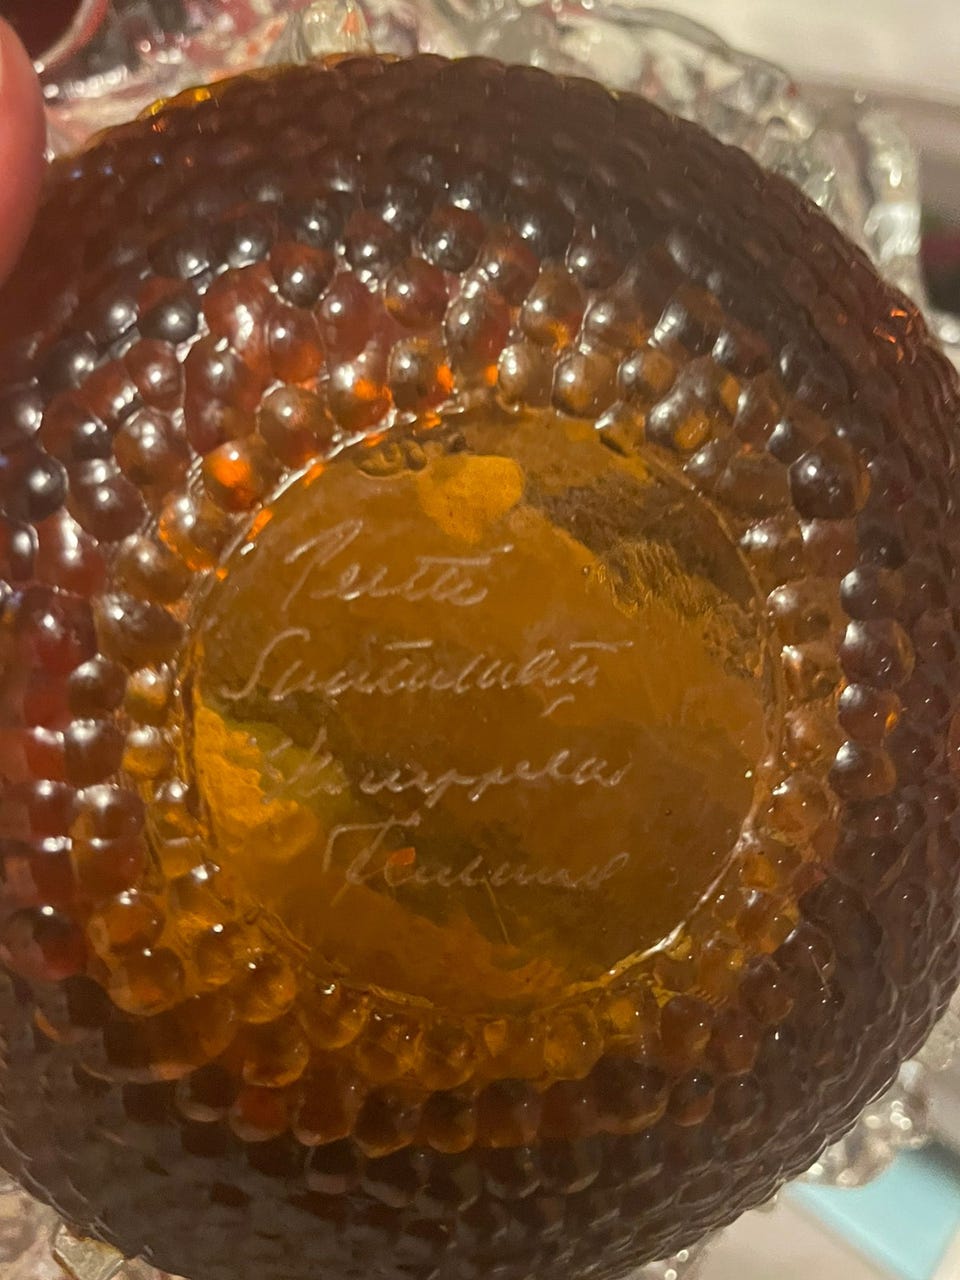 Pertti
Santalahti
Humppila
Finland